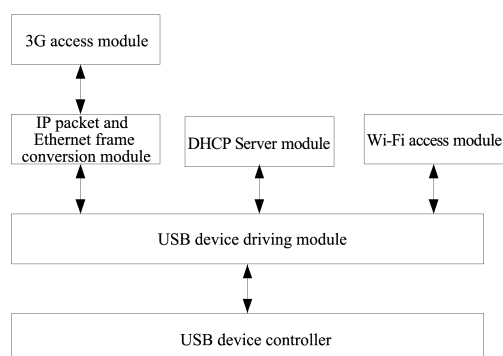 3G access module
IP packet and
Ethernet frame
conversion module
DHCP Server module
Wi-Fi access module
USB device driving module
USB device controller